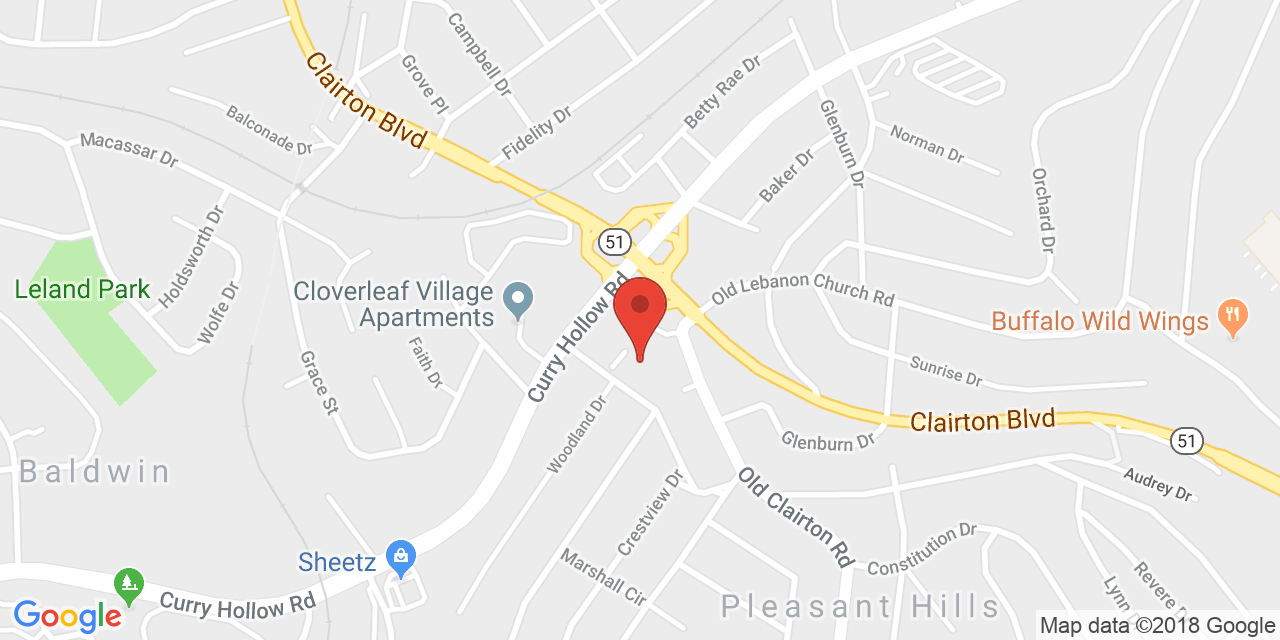 Clairton Blvd
Campbell Dr
Grove Pl
Betty Rae Dr
Balconade Dr
Fidelity Dr
Glenburn Dr
Norman Dr
Macassar Dr
Baker Dr
Orchard Dr
Holdsworth Dr
51
Leland Park
Wolfe Dr
Cloverleaf Village
Apartments
Curry Hollow Rd
Old Lebanon Church Rd
Buffalo Wild Wings
Faith Dr
Grace St
Sunrise Dr
Woodland Dr
Clairton Blvd
Glenburn Dr
51
Baldwin
Audrey Dr
Crestview Dr
Old Clairton Rd
Constitution Dr
Sheetz
Marshall Cir
Curry Hollow Rd
Pleasant Hills
Lynn D
Revere D
Google
Map data ©2018 Google